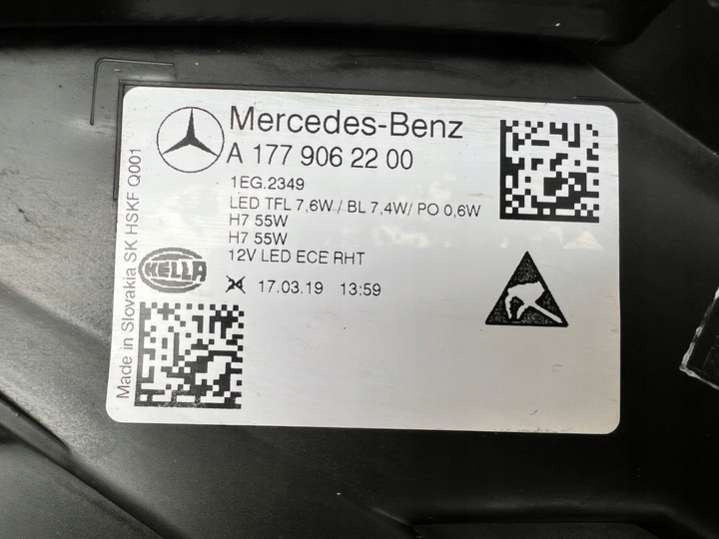 Mercedes-Benz
A 177 906 22 00
1EG.2349
LED TFL 7,6W./ BL 7,4W/ PO 0,6W
H7 55W
H7 55W
12V LED ECE RHT
HELLA
17.03.19 13:59
Made in Slovakia SK HSKF Q001